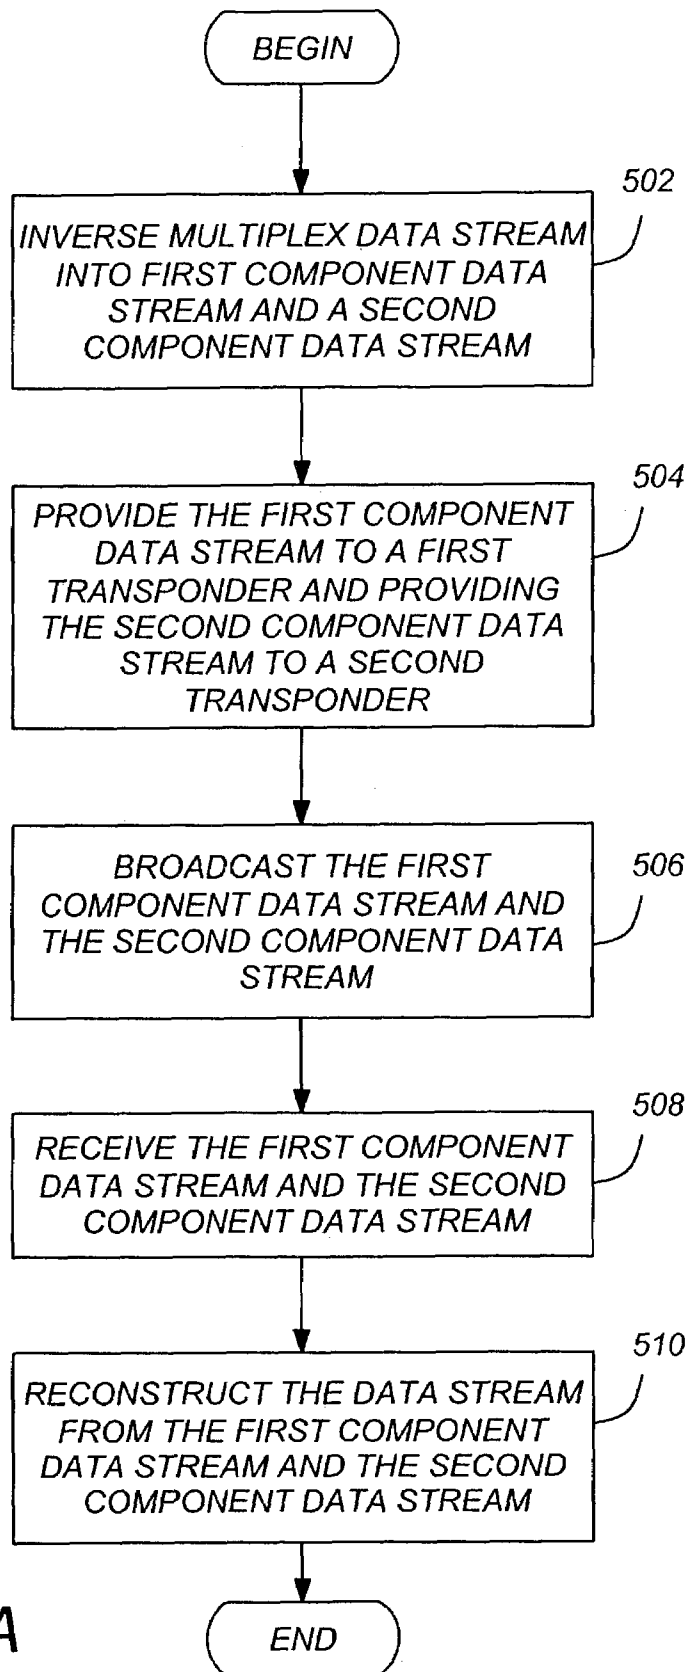 BEGIN
502
INVERSE MULTIPLEX DATA STREAM
INTO FIRST COMPONENT DATA
STREAM AND A SECOND
COMPONENT DATA STREAM
504
PROVIDE THE FIRST COMPONENT
DATA STREAM TO A FIRST
TRANSPONDER AND PROVIDING
THE SECOND COMPONENT DATA
STREAM TO A SECOND
TRANSPONDER
506
BROADCAST THE FIRST
COMPONENT DATA STREAM AND
THE SECOND COMPONENT DATA
STREAM
508
RECEIVE THE FIRST COMPONENT
DATA STREAM AND THE SECOND
COMPONENT DATA STREAM
510
RECONSTRUCT THE DATA STREAM
FROM THE FIRST COMPONENT
DATA STREAM AND THE SECOND
COMPONENT DATA STREAM
A
END